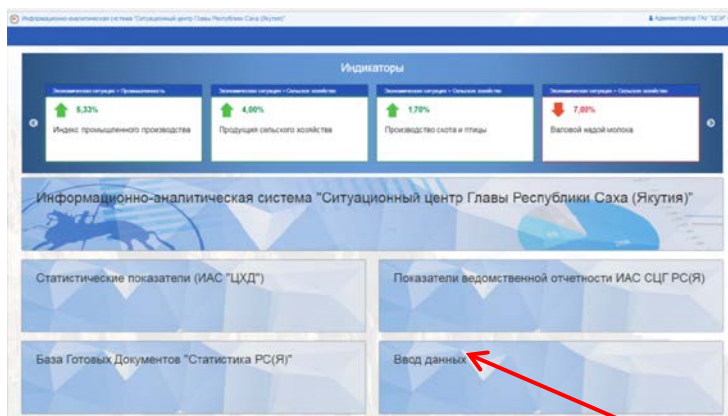 Информационно-аналитическая система "Ситуационный центр Главы Республики Саха (Якутия)"
Администратор ГАУ "ЦСИ"
Индикаторы
Экономическая ситуация > Промышленность
5,33%
Индекс промышленного производства
Экономическая ситуация > Сельское хозяйство
4,00%
Продукция сельского хозяйства
Экономическая ситуация > Сельское хозяйство
1,70%
Производство скота и птицы
Экономическая ситуация > Сельское хозяйство
7,00%
Валовой надой молока
Информационно-аналитическая система "Ситуационный центр Главы Республики Саха (Якутия)"
Статистические показатели (ИАС "ЦХД")
Показатели ведомственной отчетности ИАС СЦГ РС(Я)
База Готовых Документов "Статистика РС(Я)"
Ввод данных